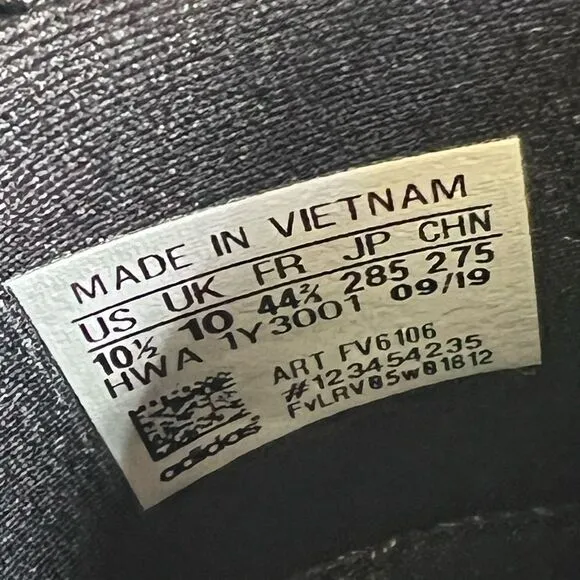 MADE IN VIETNAM
US UK FR JP CHN
10½ 10 44⅔ 285 275
HWA 1Y3001 09/19
ART FV6106
#123454235
FvLRV05w01812
adidas